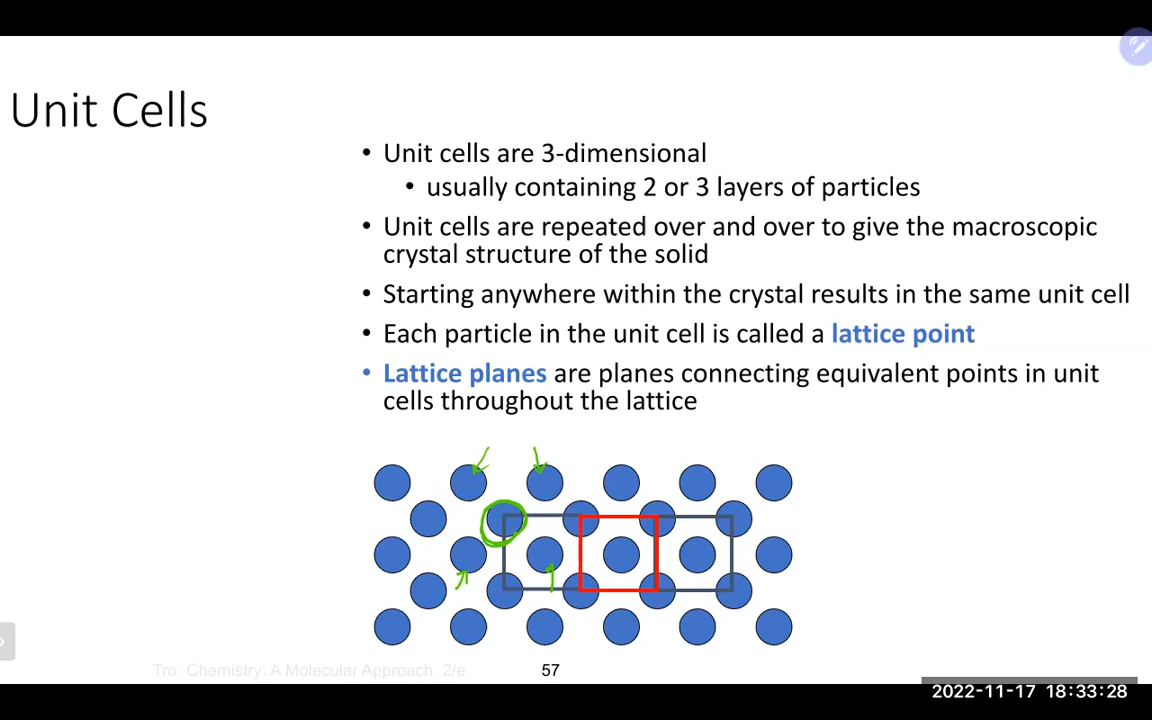 Unit Cells
• Unit cells are 3-dimensional
• usually containing 2 or 3 layers of particles
• Unit cells are repeated over and over to give the macroscopic
crystal structure of the solid
• Starting anywhere within the crystal results in the same unit cell
• Each particle in the unit cell is called a lattice point
• Lattice planes are planes connecting equivalent points in unit
cells throughout the lattice
Tro: Chemistry: A Molecular Approach, 2/e
57
2022-11-17 18:33:28